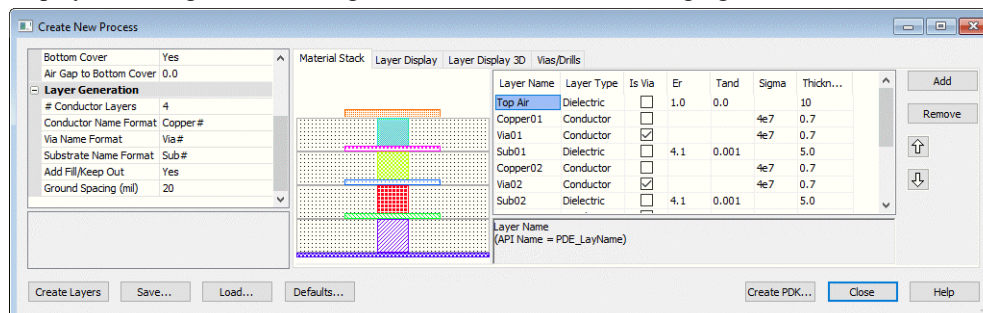 Create New Process
Bottom Cover Yes
Air Gap to Bottom Cover 0.0
Layer Generation
# Conductor Layers 4
Conductor Name Format Copper#
Via Name Format Via#
Substrate Name Format Sub#
Add Fill/Keep Out Yes
Ground Spacing (mil) 20
Material Stack Layer Display Layer Display 3D Vias/Drills
Layer Name Layer Type Is Via Er Tand Sigma Thickn...
Top Air Dielectric 1.0 0.0 10
Copper01 Conductor 4e7 0.7
Via01 Conductor 4e7 0.7
Sub01 Dielectric 4.1 0.001 5.0
Copper02 Conductor 4e7 0.7
Via02 Conductor 4e7 0.7
Sub02 Dielectric 4.1 0.001 5.0
Layer Name
(API Name = PDE_LayName)
Add
Remove
Create Layers Save... Load... Defaults... Create PDK... Close Help